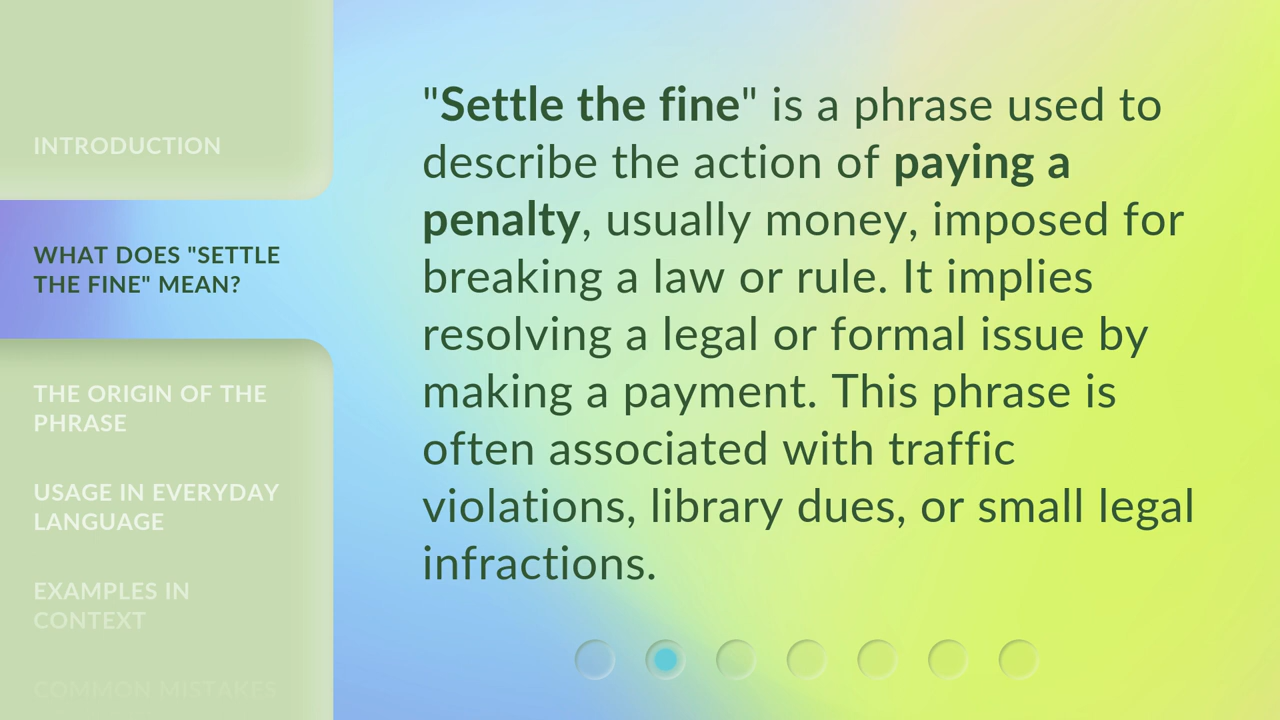 INTRODUCTION
WHAT DOES "SETTLE
THE FINE" MEAN?
THE ORIGIN OF THE
PHRASE
USAGE IN EVERYDAY
LANGUAGE
EXAMPLES IN
CONTEXT
COMMON MISTAKES
"Settle the fine" is a phrase used to
describe the action of paying a
penalty, usually money, imposed for
breaking a law or rule. It implies
resolving a legal or formal issue by
making a payment. This phrase is
often associated with traffic
violations, library dues, or small legal
infractions.